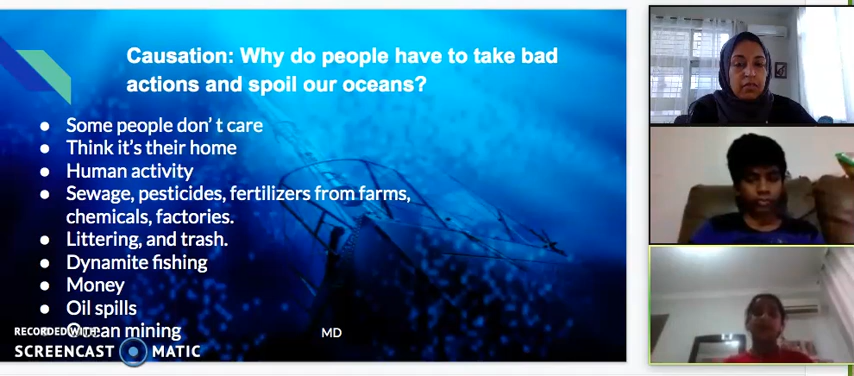 Causation: Why do people have to take bad
actions and spoil our oceans?
● Some people don’ t care
● Think it's their home
● Human activity
● Sewage, pesticides, fertilizers from farms,
chemicals, factories.
● Littering, and trash.
● Dynamite fishing
● Money
● Oil spills
● Ocean mining
RECORDED WITH
MD
SCREENCAST MATIC